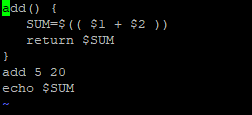 add() {
   SUM=$(( $1 + $2 ))
   return $SUM
}
add 5 20
echo $SUM
~